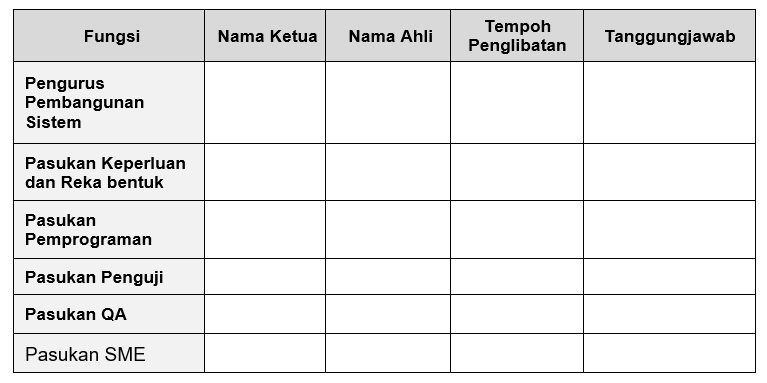 Fungsi
Nama Ketua
Nama Ahli
Tempoh
Penglibatan
Tanggungjawab
Pengurus
Pembangunan
Sistem
Pasukan Keperluan
dan Reka bentuk
Pasukan
Pemprograman
Pasukan Penguji
Pasukan QA
Pasukan SME